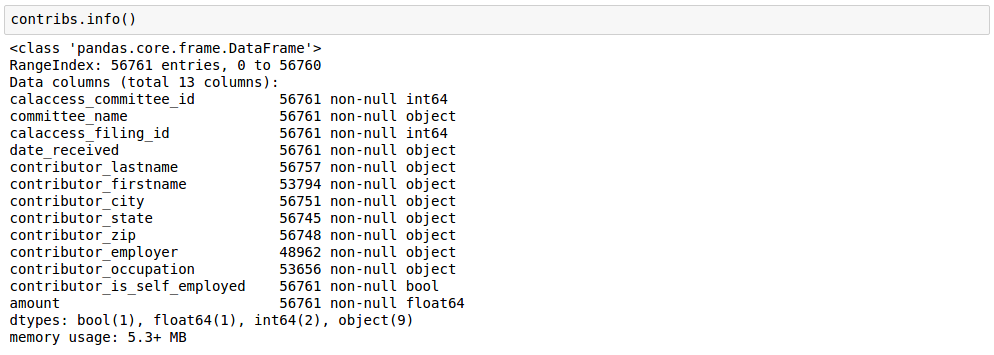 contribs.info()
<class 'pandas.core.frame.DataFrame'>
RangeIndex: 56761 entries, 0 to 56760
Data columns (total 13 columns):
calaccess_committee_id          56761 non-null int64
committee_name                  56761 non-null object
calaccess_filing_id             56761 non-null int64
date_received                   56761 non-null object
contributor_lastname            56757 non-null object
contributor_firstname           53794 non-null object
contributor_city                56751 non-null object
contributor_state               56745 non-null object
contributor_zip                 56748 non-null object
contributor_employer            48962 non-null object
contributor_occupation          53656 non-null object
contributor_is_self_employed    56761 non-null bool
amount                          56761 non-null float64
dtypes: bool(1), float64(1), int64(2), object(9)
memory usage: 5.3+ MB